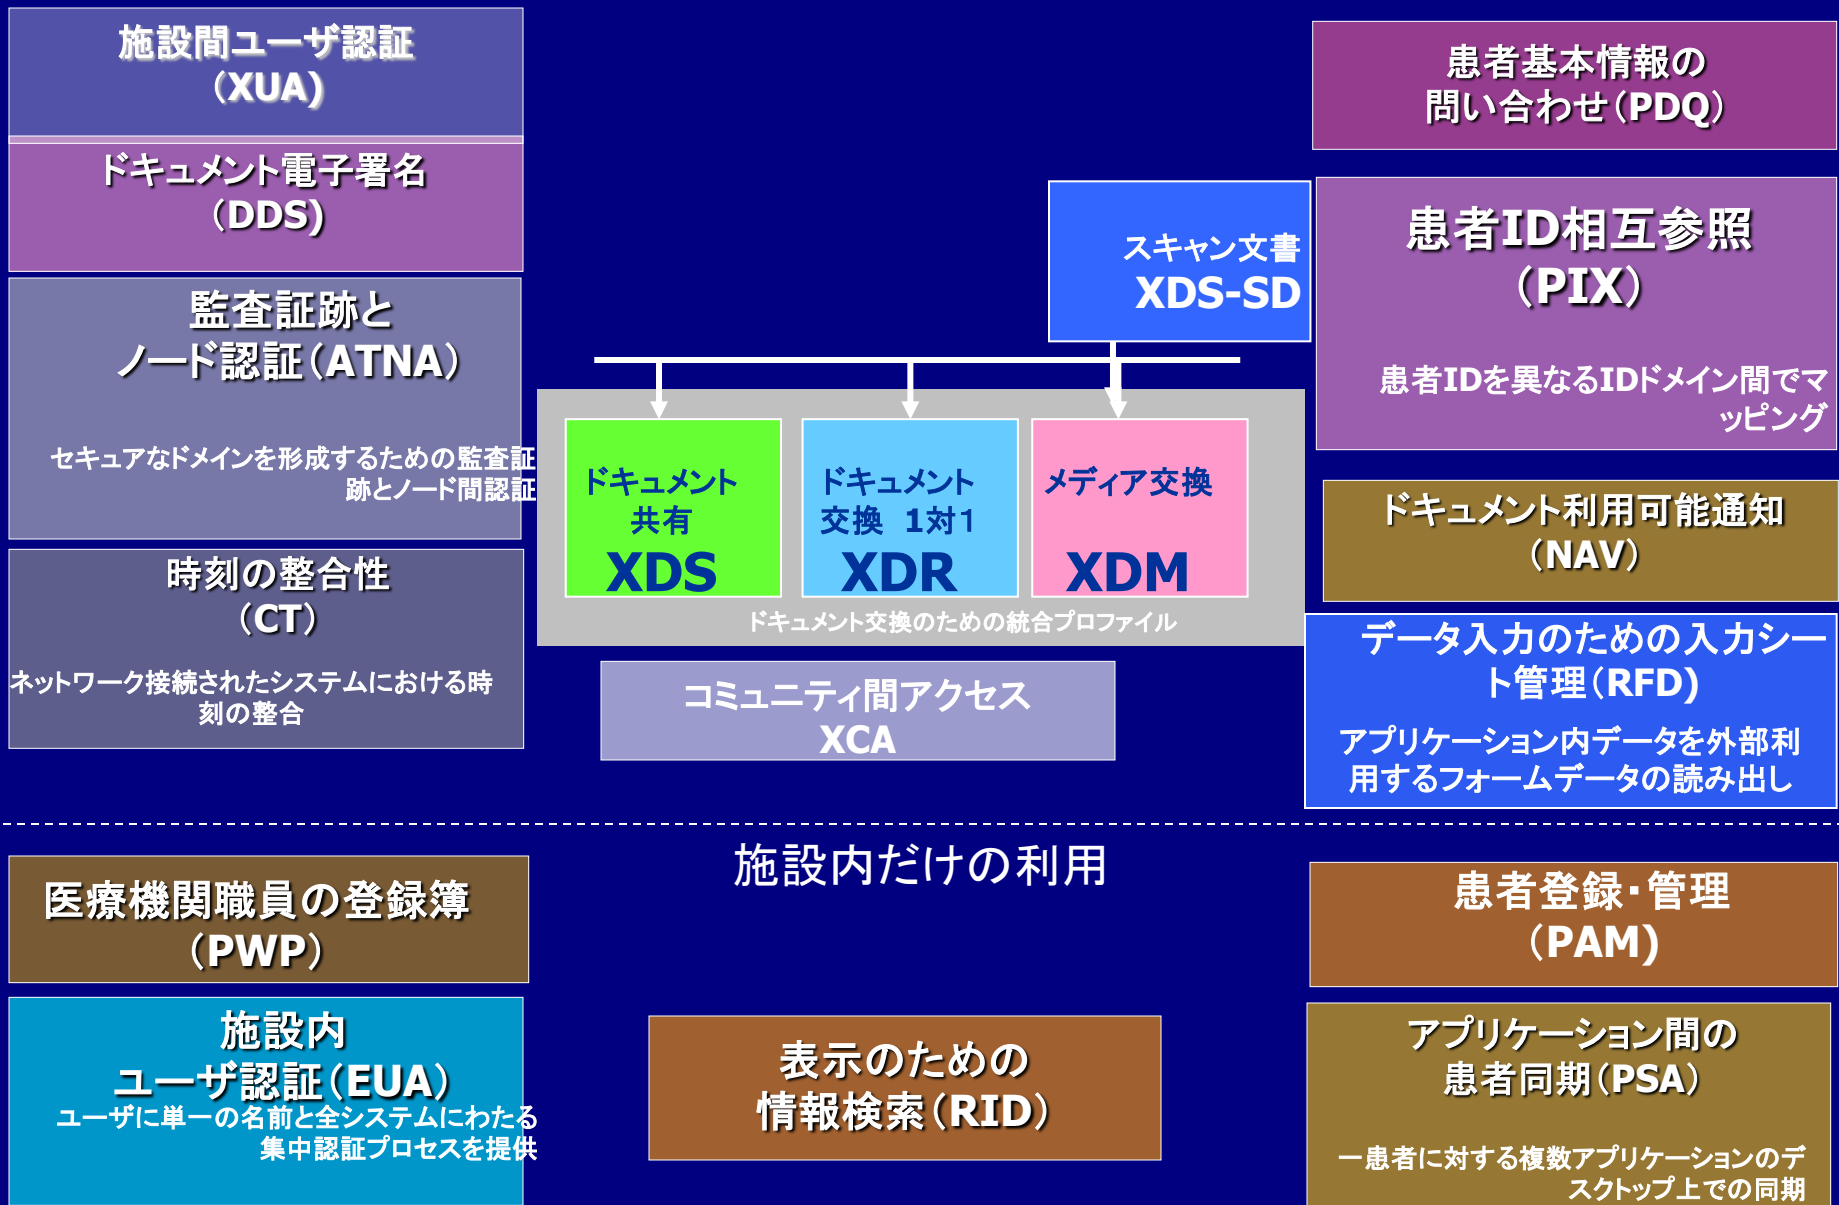 施設間ユーザ認証
（XUA)
ドキュメント電子署名
（DDS)
監査証跡と
ノード認証（ATNA）
セキュアなドメインを形成するための監査証
跡とノード間認証
時刻の整合性
（CT）
ネットワーク接続されたシステムにおける時
刻の整合
スキャン文書
XDS-SD
ドキュメント
共有
XDS
ドキュメント
交換 1対１
XDR
メディア交換
XDM
ドキュメント交換のための統合プロファイル
コミュニティ間アクセス
XCA
患者基本情報の
問い合わせ（PDQ）
患者ID相互参照
（PIX）
患者IDを異なるIDドメイン間でマ
ッピング
ドキュメント利用可能通知
（NAV）
データ入力のための入力シー
ト管理（RFD)
アプリケーション内データを外部利
用するフォームデータの読み出し
施設内だけの利用
医療機関職員の登録簿
（PWP）
施設内
ユーザ認証（EUA）
ユーザに単一の名前と全システムにわたる
集中認証プロセスを提供
表示のための
情報検索（RID）
患者登録・管理
（PAM)
アプリケーション間の
患者同期（PSA）
一患者に対する複数アプリケーションのデ
スクトップ上での同期